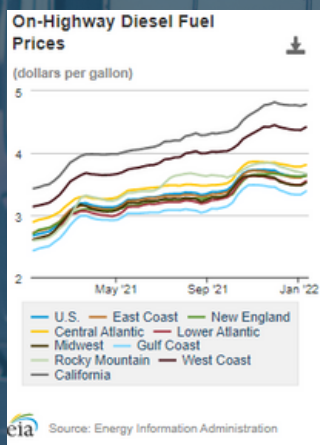 On-Highway Diesel Fuel
Prices
(dollars per gallon)
5
4
3
2
May '21
Sep '21
Jan '22
U.S.
East Coast
New England
Central Atlantic
Lower Atlantic
Midwest
Gulf Coast
Rocky Mountain
West Coast
California
eia
Source: Energy Information Administration